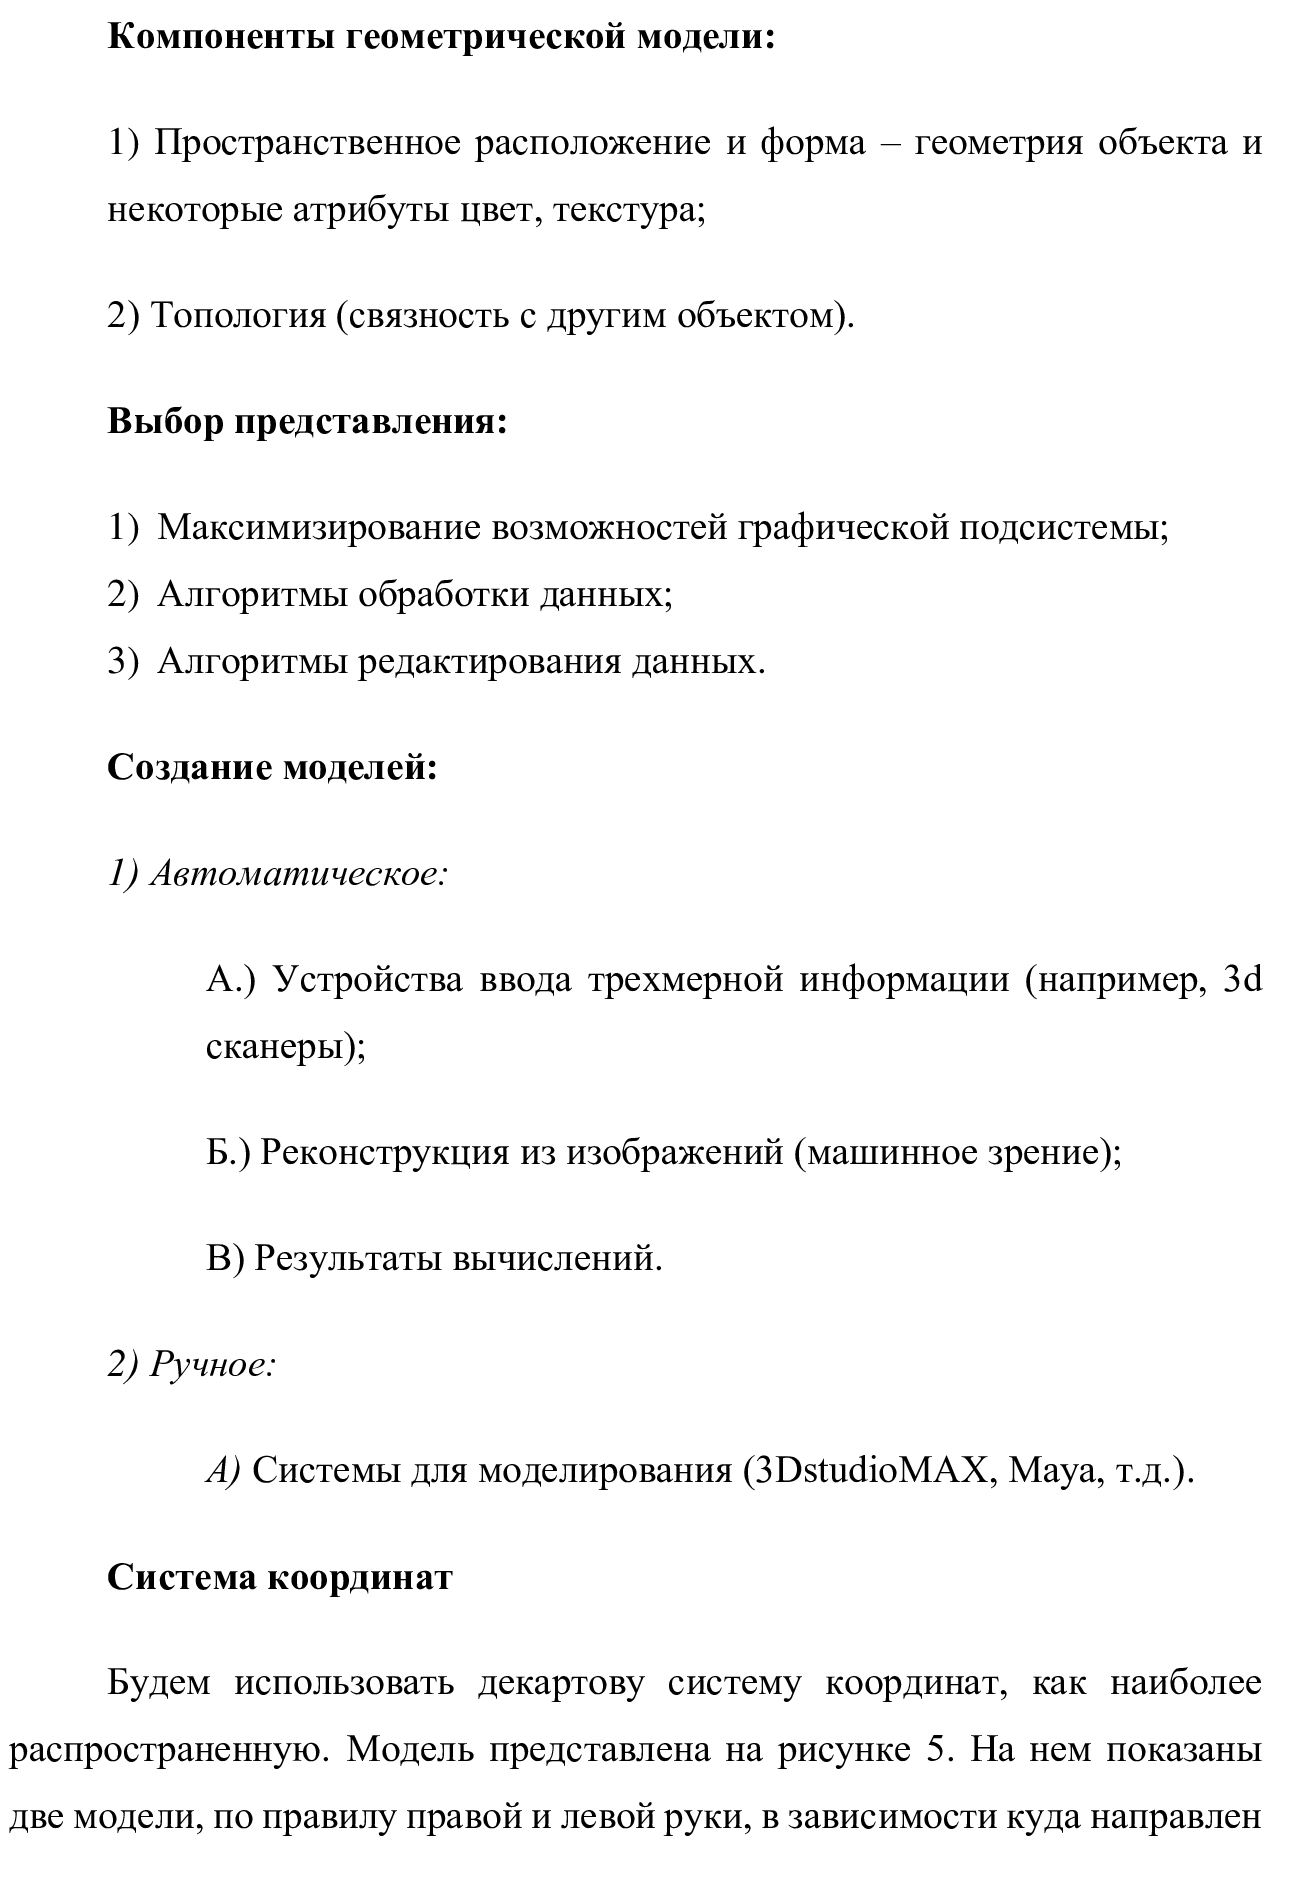 Компоненты геометрической модели:
1) Пространственное расположение и форма – геометрия объекта и
некоторые атрибуты цвет, текстура;
2) Топология (связность с другим объектом).
Выбор представления:
1) Максимизирование возможностей графической подсистемы;
2) Алгоритмы обработки данных;
3) Алгоритмы редактирования данных.
Создание моделей:
1) Автоматическое:
А.) Устройства ввода трехмерной информации (например, 3d
сканеры);
Б.) Реконструкция из изображений (машинное зрение);
В) Результаты вычислений.
2) Ручное:
А) Системы для моделирования (3DstudioMAX, Maya, т.д.).
Система координат
Будем использовать декартову систему координат, как наиболее
распространенную. Модель представлена на рисунке 5. На нем показаны
две модели, по правилу правой и левой руки, в зависимости куда направлен